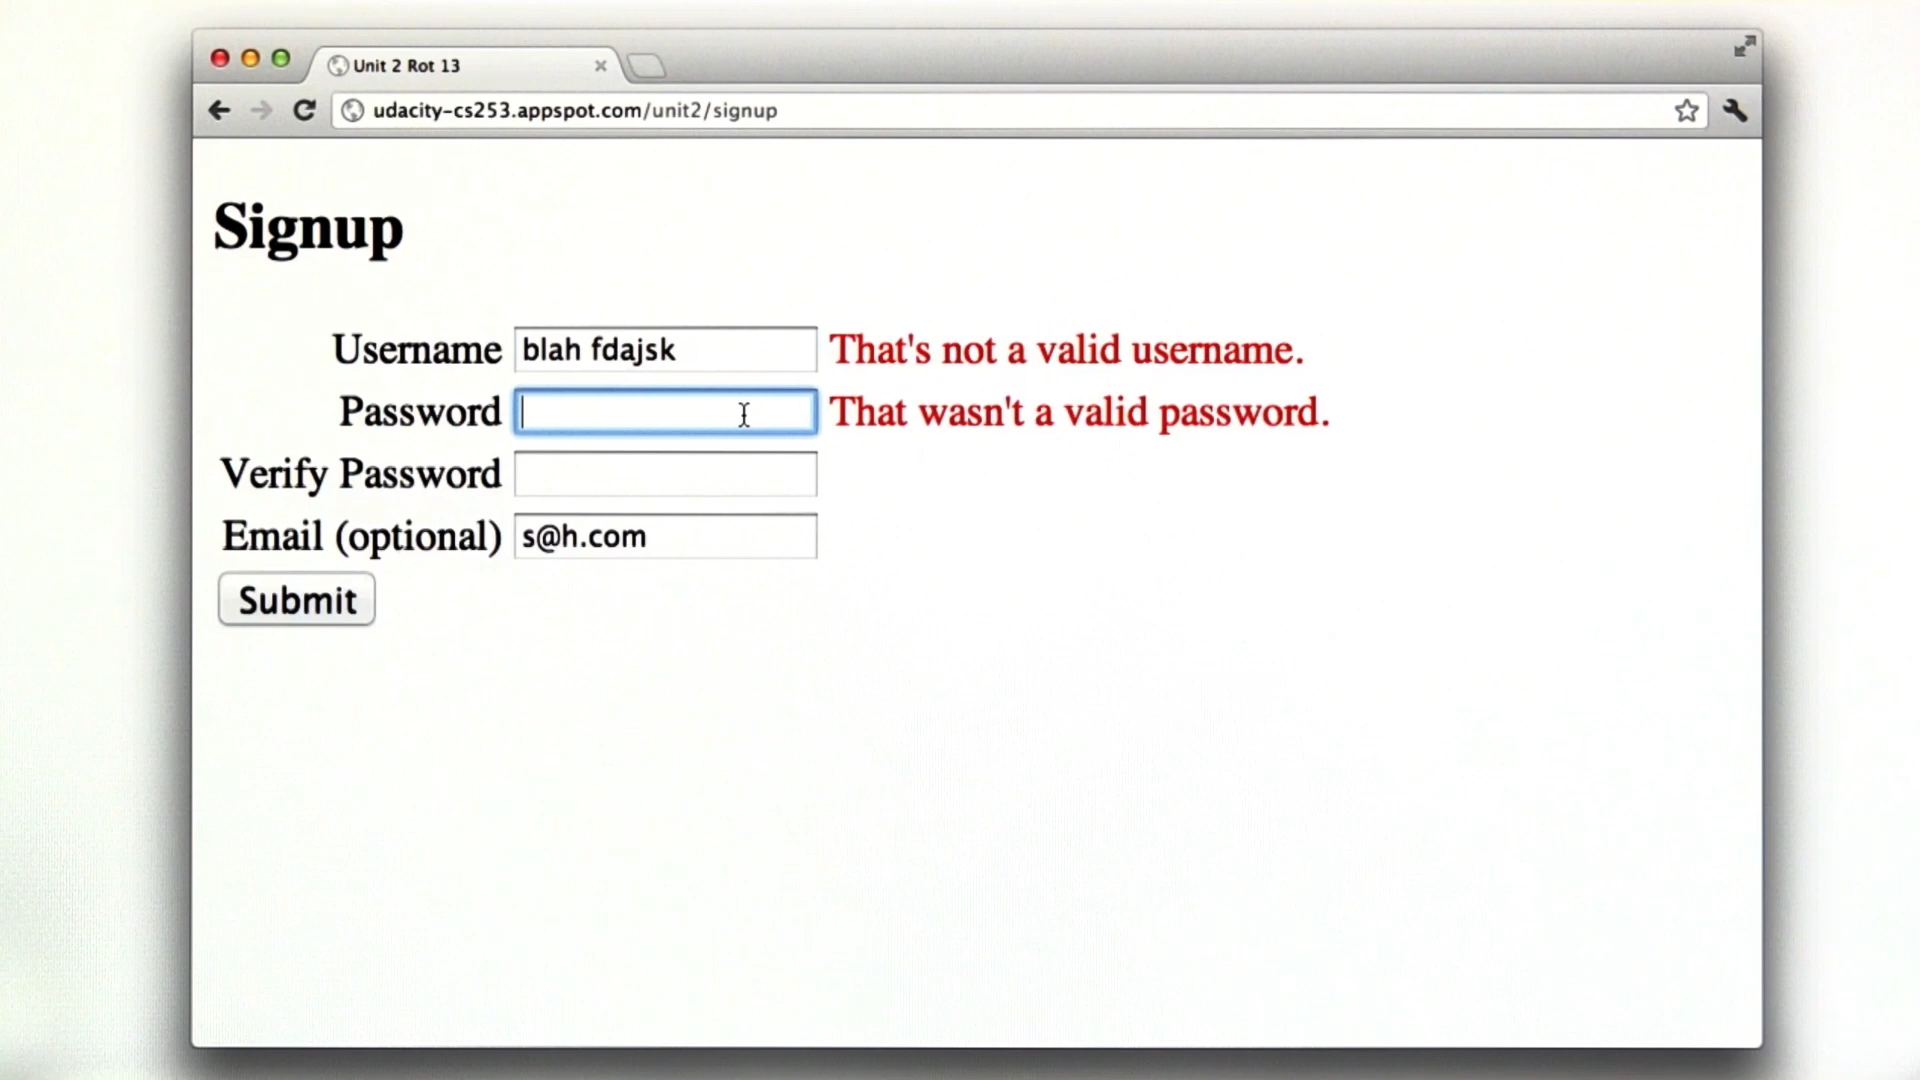 Unit 2 Rot 13
udacity-cs253.appspot.com/unit2/signup
Signup
Username blah fdajsk That's not a valid username.
Password That wasn't a valid password.
Verify Password
Email (optional) s@h.com
Submit